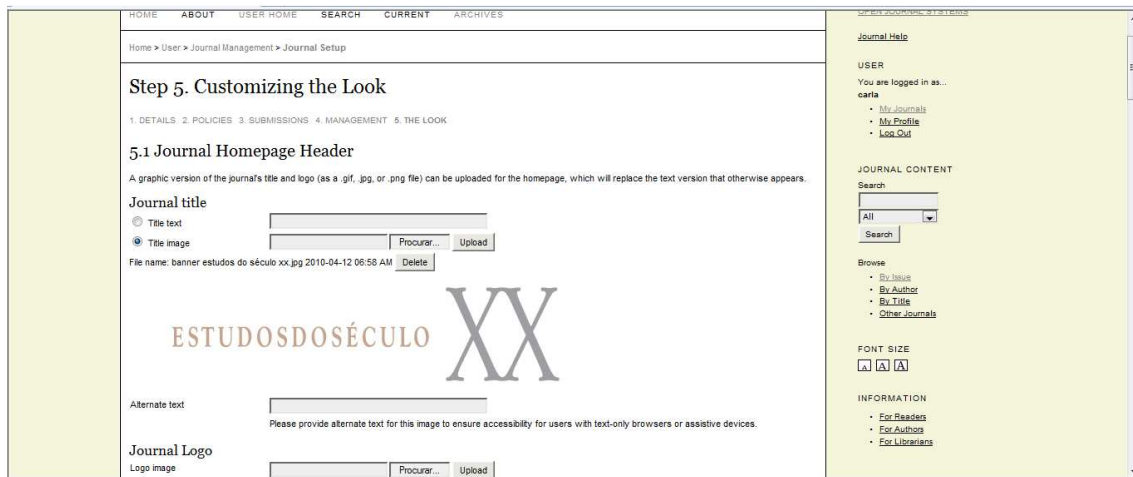 HOME ABOUT USER HOME SEARCH CURRENT ARCHIVES
Home > User > Journal Management > Journal Setup
Step 5. Customizing the Look
1. DETAILS 2. POLICIES 3. SUBMISSIONS 4. MANAGEMENT 5. THE LOOK
5.1 Journal Homepage Header
A graphic version of the journal's title and logo (as a .gif, .jpg, or .png file) can be uploaded for the homepage, which will replace the text version that otherwise appears.
Journal title
Title text
Title image Procurar... Upload
File name: banner estudos do século xx.jpg 2010-04-12 06:58 AM Delete
ESTUDOSDOSÉCULO XX
Alternate text
Please provide alternate text for this image to ensure accessibility for users with text-only browsers or assistive devices.
Journal Logo
Logo image Procurar... Upload
OPEN JOURNAL SYSTEMS
Journal Help
USER
You are logged in as...
carla
My Journals
My Profile
Log Out
JOURNAL CONTENT
Search
All
Search
Browse
By Issue
By Author
By Title
Other Journals
FONT SIZE
A A A
INFORMATION
For Readers
For Authors
For Librarians